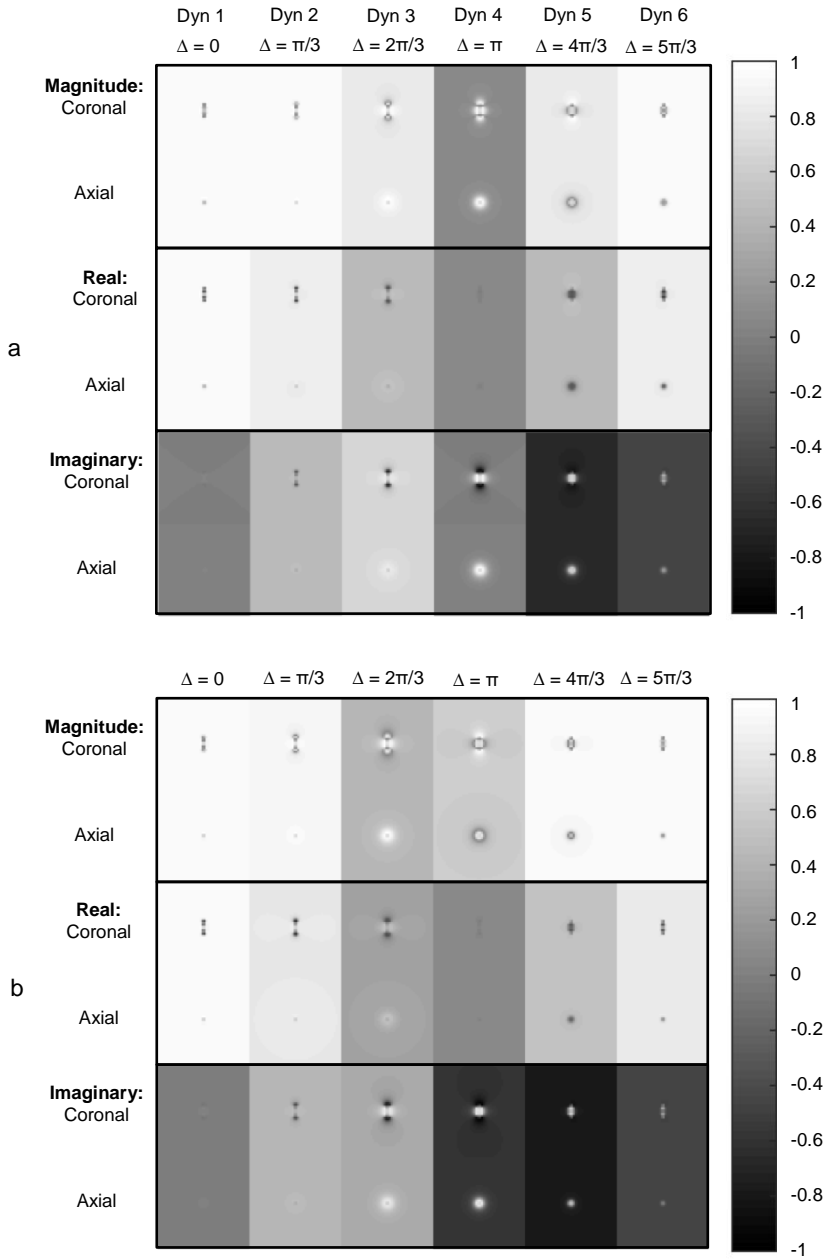 Dyn 1 Dyn 2 Dyn 3 Dyn 4 Dyn 5 Dyn 6
Δ = 0 Δ = π/3 Δ = 2π/3 Δ = π Δ = 4π/3 Δ = 5π/3
Magnitude:
Coronal
Axial
Real:
Coronal
a
Axial
Imaginary:
Coronal
Axial
1
0.8
0.6
0.4
0.2
0
-0.2
-0.4
-0.6
-0.8
-1
Δ = 0 Δ = π/3 Δ = 2π/3 Δ = π Δ = 4π/3 Δ = 5π/3
Magnitude:
Coronal
Axial
Real:
Coronal
b
Axial
Imaginary:
Coronal
Axial
1
0.8
0.6
0.4
0.2
0
-0.2
-0.4
-0.6
-0.8
-1